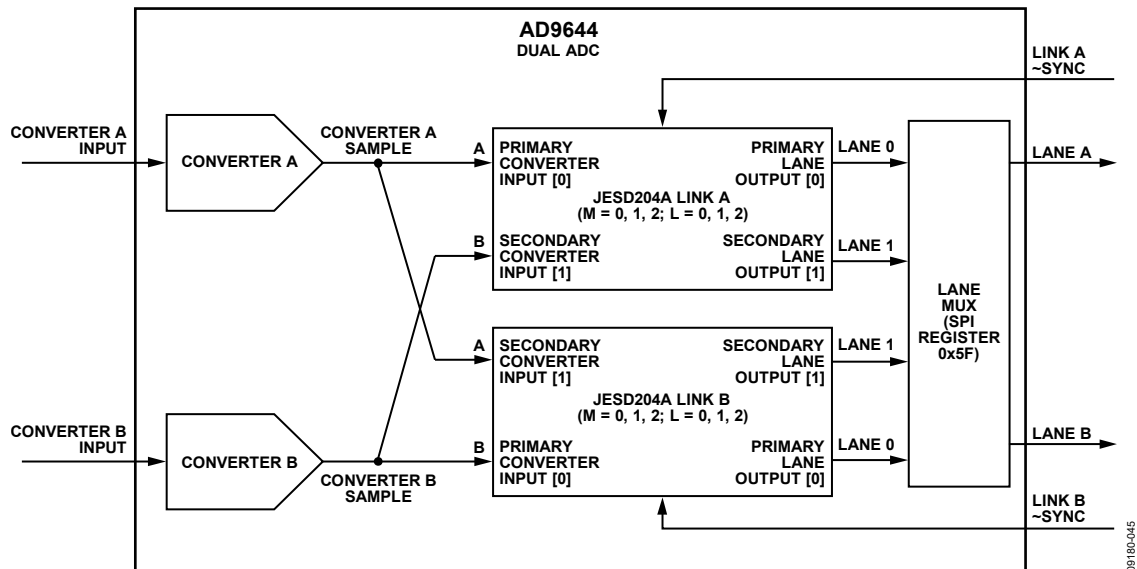 AD9644
DUAL ADC
LINK A
~SYNC
CONVERTER A
INPUT
CONVERTER A
CONVERTER A
SAMPLE
A
PRIMARY
CONVERTER
INPUT [0]
PRIMARY
LANE
OUTPUT [0]
LANE 0
LANE A
JESD204A LINK A
(M = 0, 1, 2; L = 0, 1, 2)
B
SECONDARY
CONVERTER
INPUT [1]
SECONDARY
LANE
OUTPUT [1]
LANE 1
LANE
MUX
(SPI
REGISTER
0x5F)
A
SECONDARY
CONVERTER
INPUT [1]
SECONDARY
LANE
OUTPUT [1]
LANE 1
JESD204A LINK B
(M = 0, 1, 2; L = 0, 1, 2)
CONVERTER B
INPUT
CONVERTER B
CONVERTER B
SAMPLE
B
PRIMARY
CONVERTER
INPUT [0]
PRIMARY
LANE
OUTPUT [0]
LANE 0
LANE B
LINK B
~SYNC
09180-045